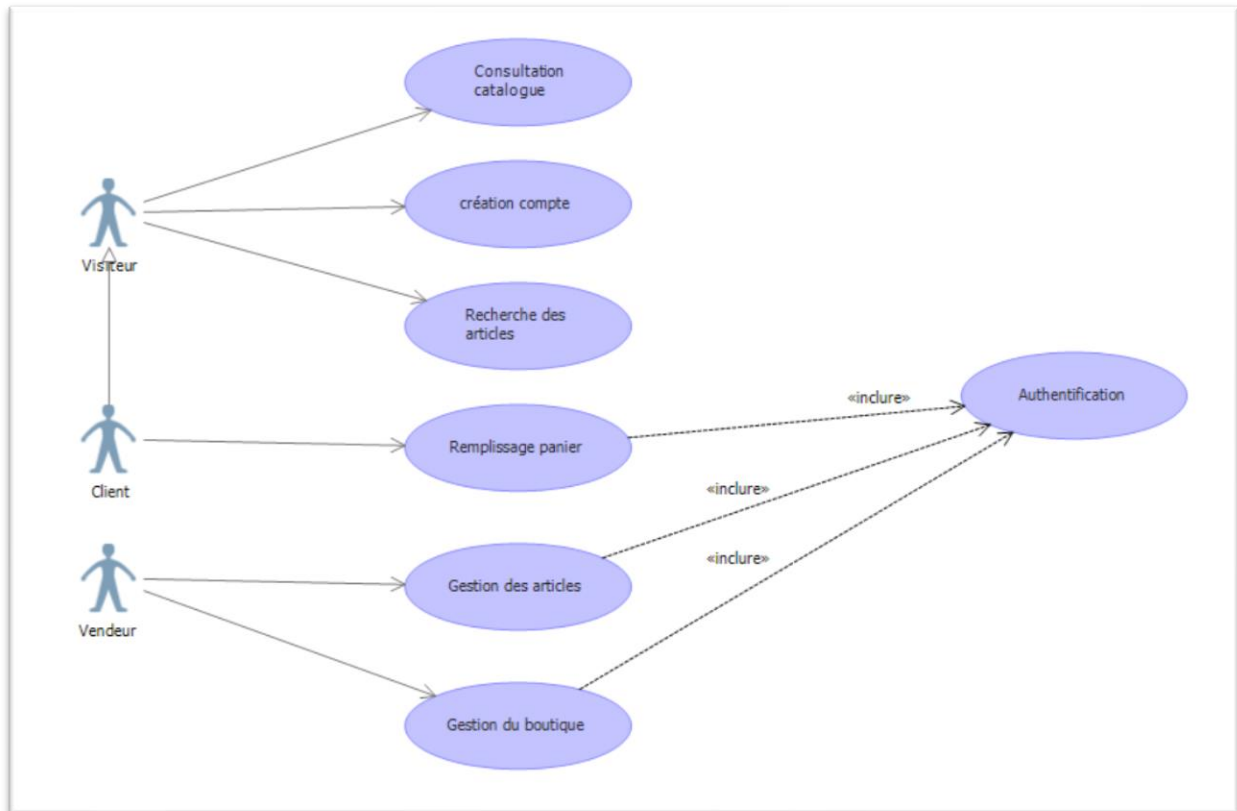 Consultation
catalogue
création compte
Visiteur
Recherche des
articles
«inclure»
Authentification
Remplissage panier
Client
«inclure»
«inclure»
Gestion des articles
Vendeur
Gestion du boutique